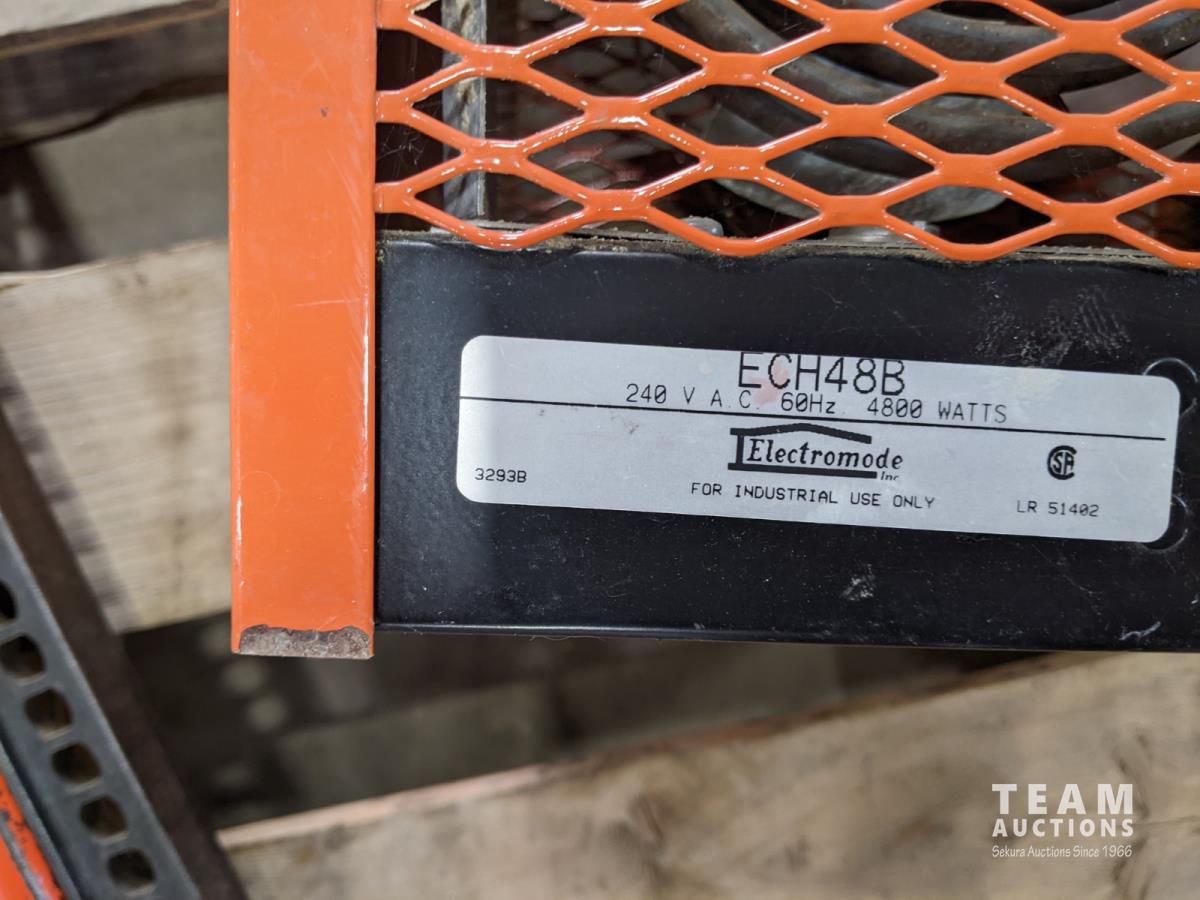 ECH48B
240 V A.C. 60Hz. 4800 WATTS
Electromode
Inc
3293B
FOR INDUSTRIAL USE ONLY
LR 51402
TEAM
AUCTIONS
Sekura Auctions Since 1966